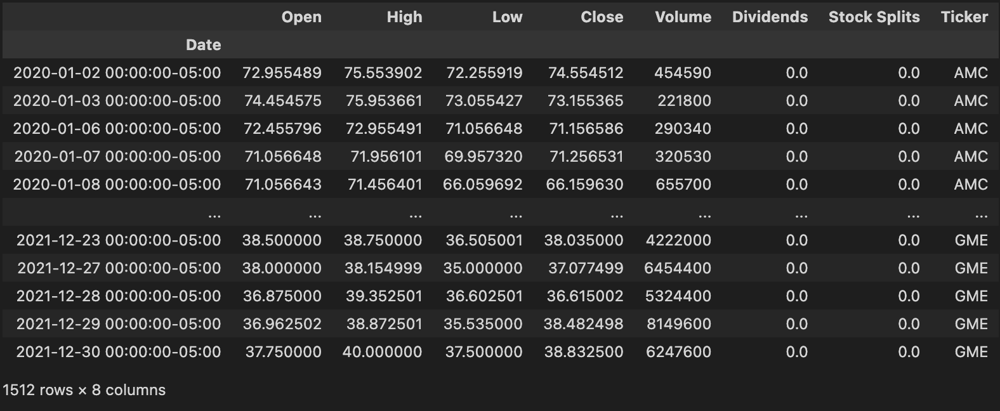 Open High Low Close Volume Dividends Stock Splits Ticker
Date
2020-01-02 00:00:00-05:00 72.955489 75.553902 72.255919 74.554512 454590 0.0 0.0 AMC
2020-01-03 00:00:00-05:00 74.454575 75.953661 73.055427 73.155365 221800 0.0 0.0 AMC
2020-01-06 00:00:00-05:00 72.455796 72.955491 71.056648 71.156586 290340 0.0 0.0 AMC
2020-01-07 00:00:00-05:00 71.056648 71.956101 69.957320 71.256531 320530 0.0 0.0 AMC
2020-01-08 00:00:00-05:00 71.056643 71.456401 66.059692 66.159630 655700 0.0 0.0 AMC
... ... ... ... ... ... ... ... ...
2021-12-23 00:00:00-05:00 38.500000 38.750000 36.505001 38.035000 4222000 0.0 0.0 GME
2021-12-27 00:00:00-05:00 38.000000 38.154999 35.000000 37.077499 6454400 0.0 0.0 GME
2021-12-28 00:00:00-05:00 36.875000 39.352501 36.602501 36.615002 5324400 0.0 0.0 GME
2021-12-29 00:00:00-05:00 36.962502 38.872501 35.535000 38.482498 8149600 0.0 0.0 GME
2021-12-30 00:00:00-05:00 37.750000 40.000000 37.500000 38.832500 6247600 0.0 0.0 GME
1512 rows × 8 columns